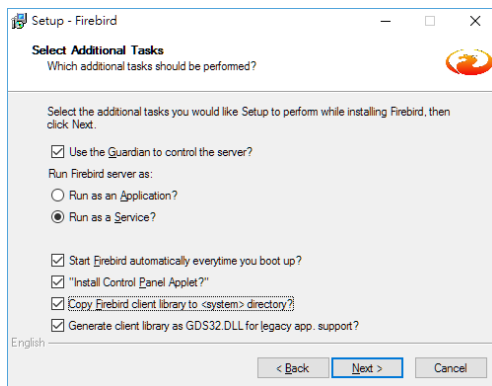 Setup - Firebird
Select Additional Tasks
Which additional tasks should be performed?
Select the additional tasks you would like Setup to perform while installing Firebird, then
click Next.
Use the Guardian to control the server?
Run Firebird server as:
Run as an Application?
Run as a Service?
Start Firebird automatically everytime you boot up?
"Install Control Panel Applet?"
Copy Firebird client library to <system> directory?
Generate client library as GDS32.DLL for legacy app. support?
English
< Back
Next >
Cancel